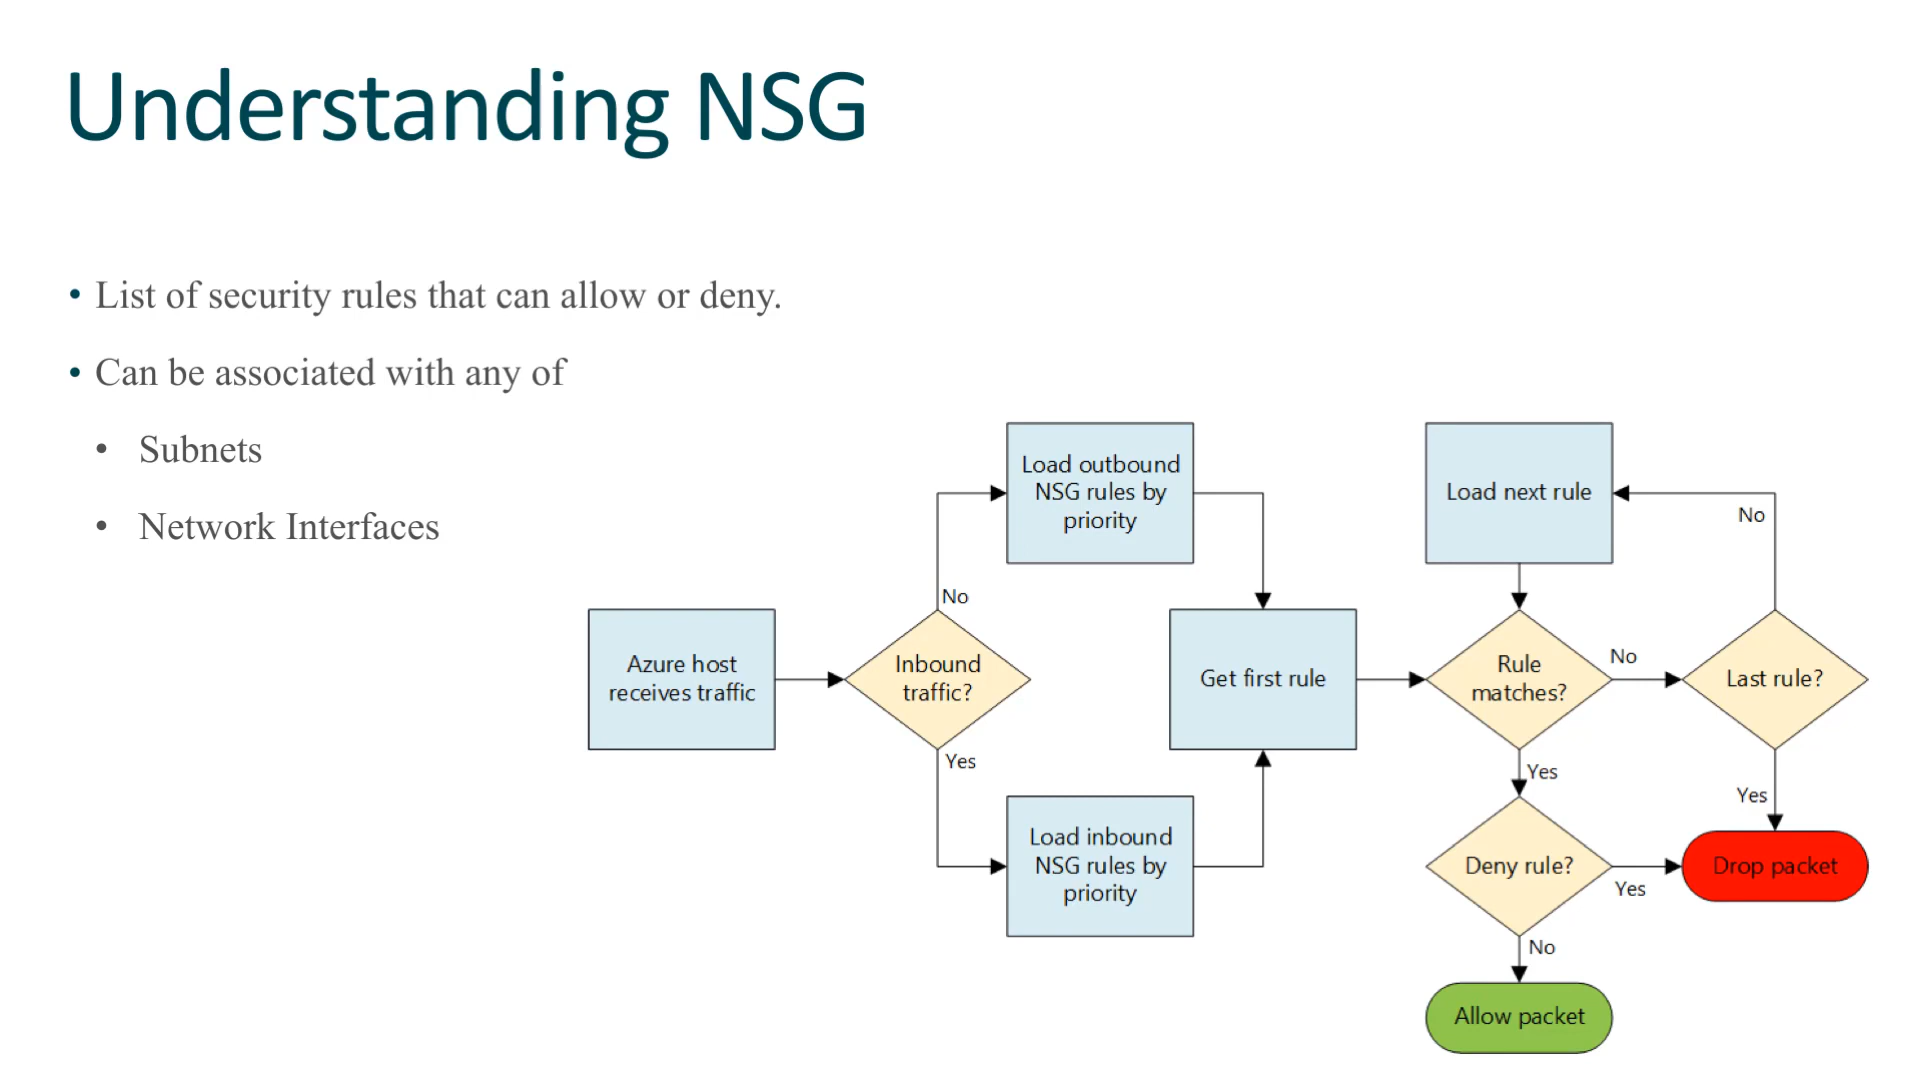 Understanding NSG
• List of security rules that can allow or deny.
• Can be associated with any of
• Subnets
• Network Interfaces
Azure host
receives traffic
Inbound
traffic?
No
Yes
Load outbound
NSG rules by
priority
Load inbound
NSG rules by
priority
Get first rule
Load next rule
Rule
matches?
No
Yes
Last rule?
No
Yes
Deny rule?
Yes
No
Drop packet
Allow packet